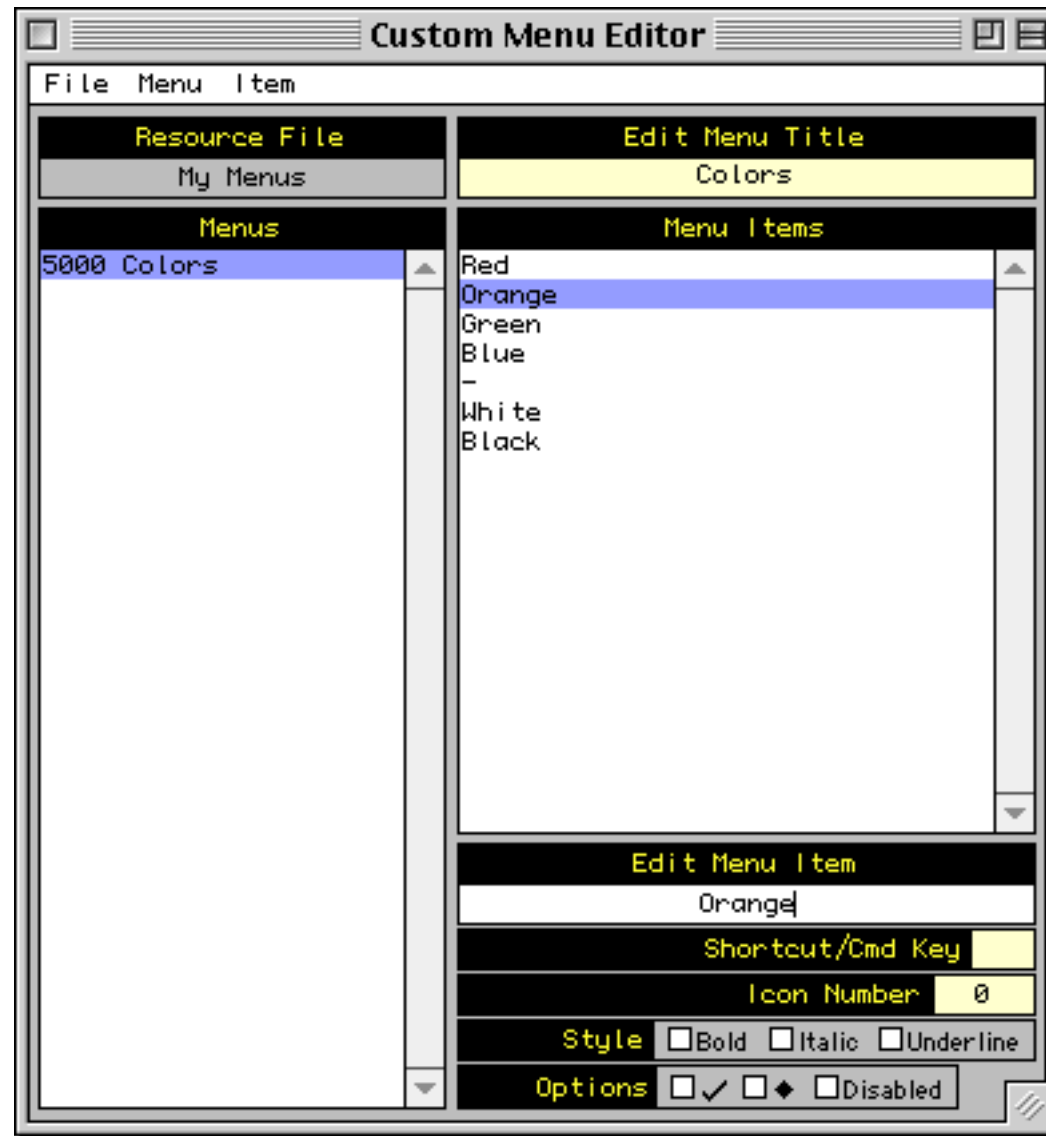 Custom Menu Editor
File Menu Item
Resource File
My Menus
Menus
5000 Colors
Edit Menu Title
Colors
Menu Items
Red
Orange
Green
Blue
-
White
Black
Edit Menu Item
Orange
Shortcut/Cmd Key
Icon Number 0
Style Bold Italic Underline
Options ✓ ◆ Disabled